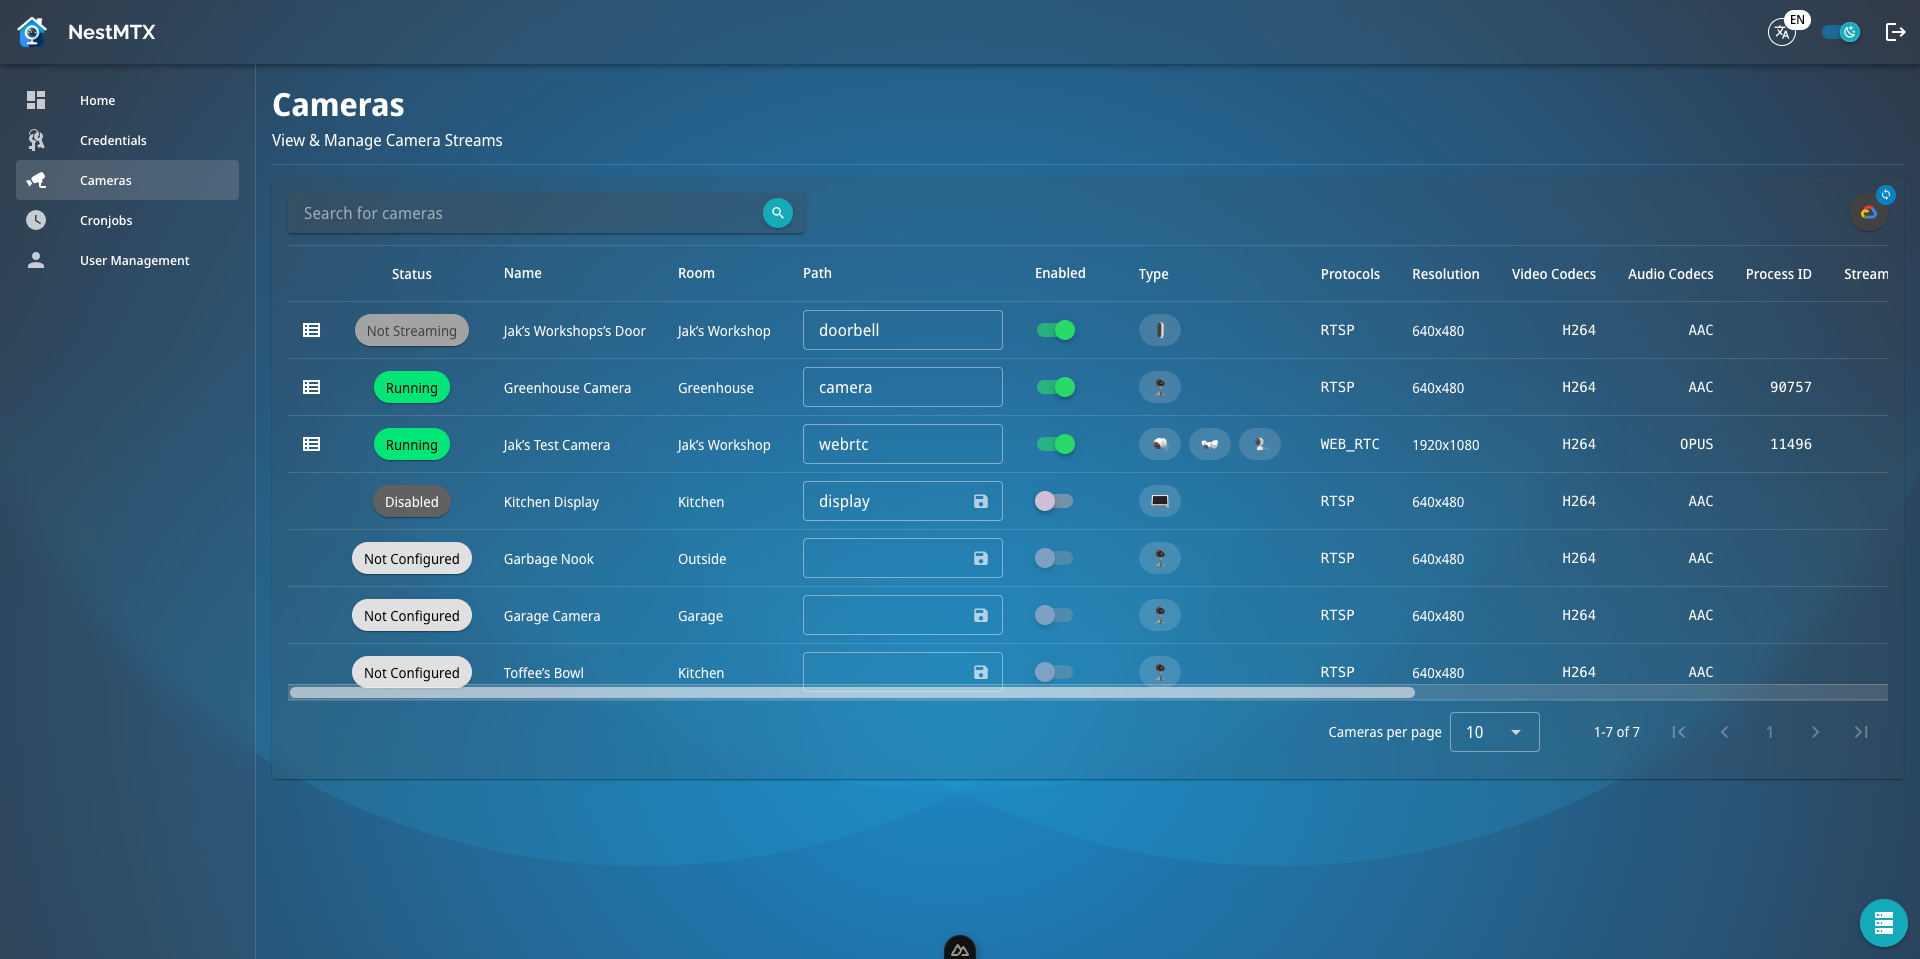 NestMTX
EN
Home
Credentials
Cameras
Cronjobs
User Management
Cameras
View & Manage Camera Streams
Search for cameras
Status Name Room Path Enabled Type Protocols Resolution Video Codecs Audio Codecs Process ID Stream
Not Streaming Jak's Workshops's Door Jak's Workshop doorbell RTSP 640x480 H264 AAC
Running Greenhouse Camera Greenhouse camera RTSP 640x480 H264 AAC 90757
Running Jak's Test Camera Jak's Workshop webrtc WEB_RTC 1920x1080 H264 OPUS 11496
Disabled Kitchen Display Kitchen display RTSP 640x480 H264 AAC
Not Configured Garbage Nook Outside RTSP 640x480 H264 AAC
Not Configured Garage Camera Garage RTSP 640x480 H264 AAC
Not Configured Toffee's Bowl Kitchen RTSP 640x480 H264 AAC
Cameras per page 10 1-7 of 7 1